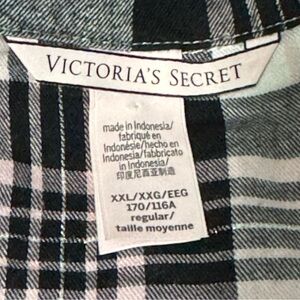 VICTORIA'S SECRET
made in Indonesia/
fabriqué en
Indonésie/hecho en
Indonesia/fabbricato
in Indonesia/
印度尼西亚制造
XXL/XXG/EEG
170/116A
regular/
taille moyenne